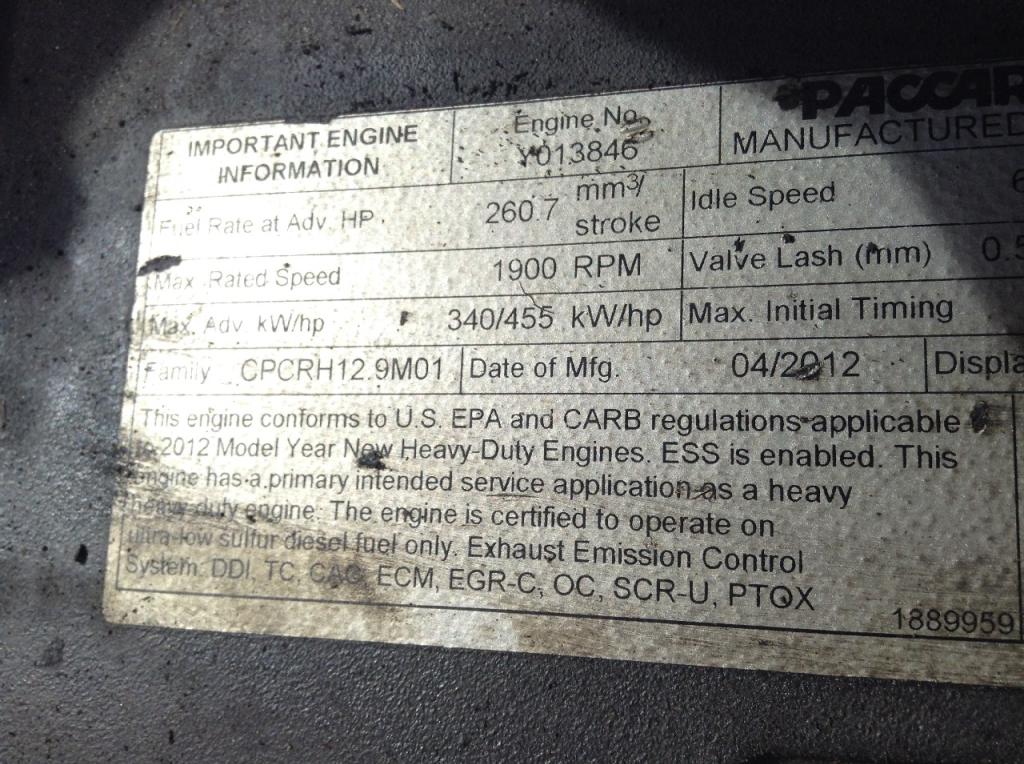 IMPORTANT ENGINE
INFORMATION
Engine No.
Y013846
PACCAR
MANUFACTURED
Fuel Rate at Adv. HP 260.7 mm³/
stroke
Idle Speed
Max. Rated Speed 1900 RPM
Valve Lash (mm) 0.5
Max. Adv. kW/hp 340/455 kW/hp
Max. Initial Timing
Family CPCRH12.9M01 Date of Mfg. 04/2012 Displa
This engine conforms to U.S. EPA and CARB regulations applicable
to 2012 Model Year New Heavy-Duty Engines. ESS is enabled. This
engine has a primary intended service application as a heavy
heavy-duty engine. The engine is certified to operate on
ultra-low sulfur diesel fuel only. Exhaust Emission Control
System: DDI, TC, CAC, ECM, EGR-C, OC, SCR-U, PTOX
1889959